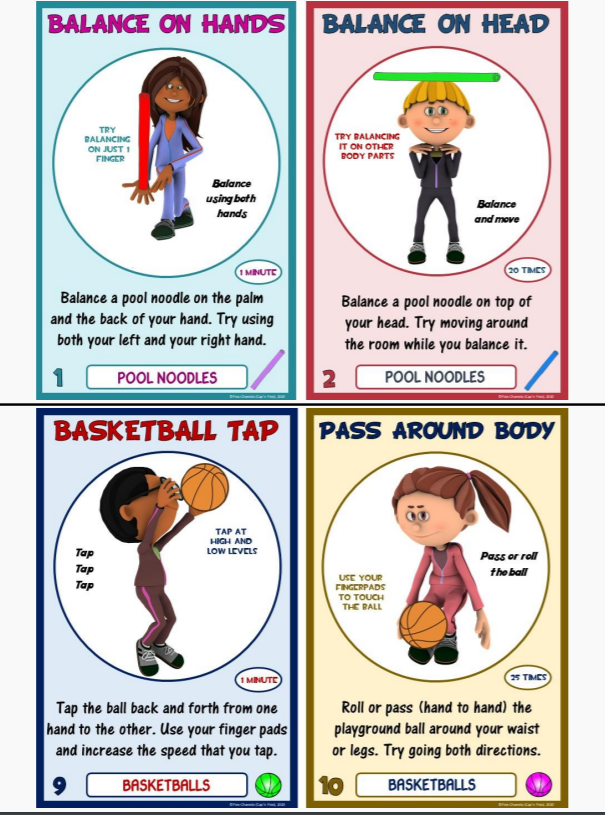 BALANCE ON HANDS
TRY
BALANCING
ON JUST 1
FINGER
Balance
using both
hands
1 MINUTE
Balance a pool noodle on the palm
and the back of your hand. Try using
both your left and your right hand.
1
POOL NOODLES
BALANCE ON HEAD
TRY BALANCING
IT ON OTHER
BODY PARTS
Balance
and move
20 TIMES
Balance a pool noodle on top of
your head. Try moving around
the room while you balance it.
2
POOL NOODLES
BASKETBALL TAP
TAP AT
HIGH AND
LOW LEVELS
Tap
Tap
Tap
1 MINUTE
Tap the ball back and forth from one
hand to the other. Use your finger pads
and increase the speed that you tap.
9
BASKETBALLS
PASS AROUND BODY
Pass or roll
the ball
USE YOUR
FINGERPADS
TO TOUCH
THE BALL
25 TIMES
Roll or pass (hand to hand) the
playground ball around your waist
or legs. Try going both directions.
10
BASKETBALLS